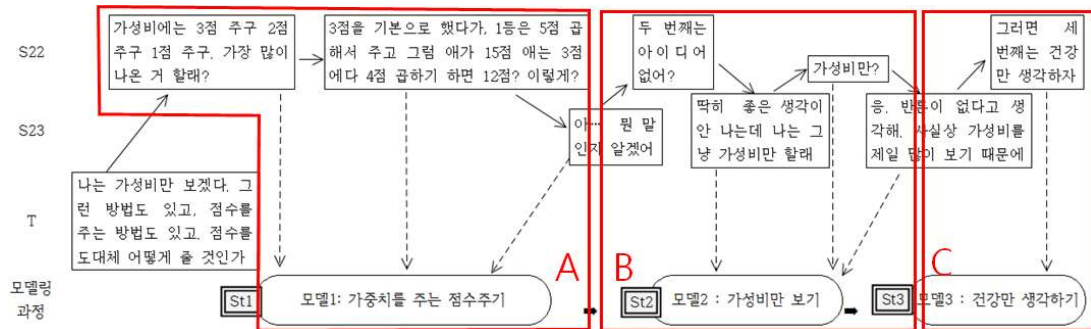 S22
가성비에는 3점 주구 2점
주구 1점 주구, 가장 많이
나온 거 할래?
3점을 기본으로 했다가, 1등은 5점 곱
해서 주고 그럼 얘가 15점 얘는 3점
에다 4점 곱하기 하면 12점? 이렇게?
두 번째는
아이디어
없어?
가성비만?
그러면 세
번째는 건강
만 생각하자
S23
아… 뭔 말
인지 알겠어
딱히 좋은 생각이
안 나는데 나는 그
냥 가성비만 할래
응. 반론이 없다고 생
각해. 사실상 가성비를
제일 많이 보기 때문에
T
나는 가성비만 보겠다. 그
런 방법도 있고, 점수를
주는 방법도 있고, 점수를
도대체 어떻게 줄 것인가
A
B
C
모델링
과정
St1
모델1: 가중치를 주는 점수주기
St2
모델2 : 가성비만 보기
St3
모델3 : 건강만 생각하기